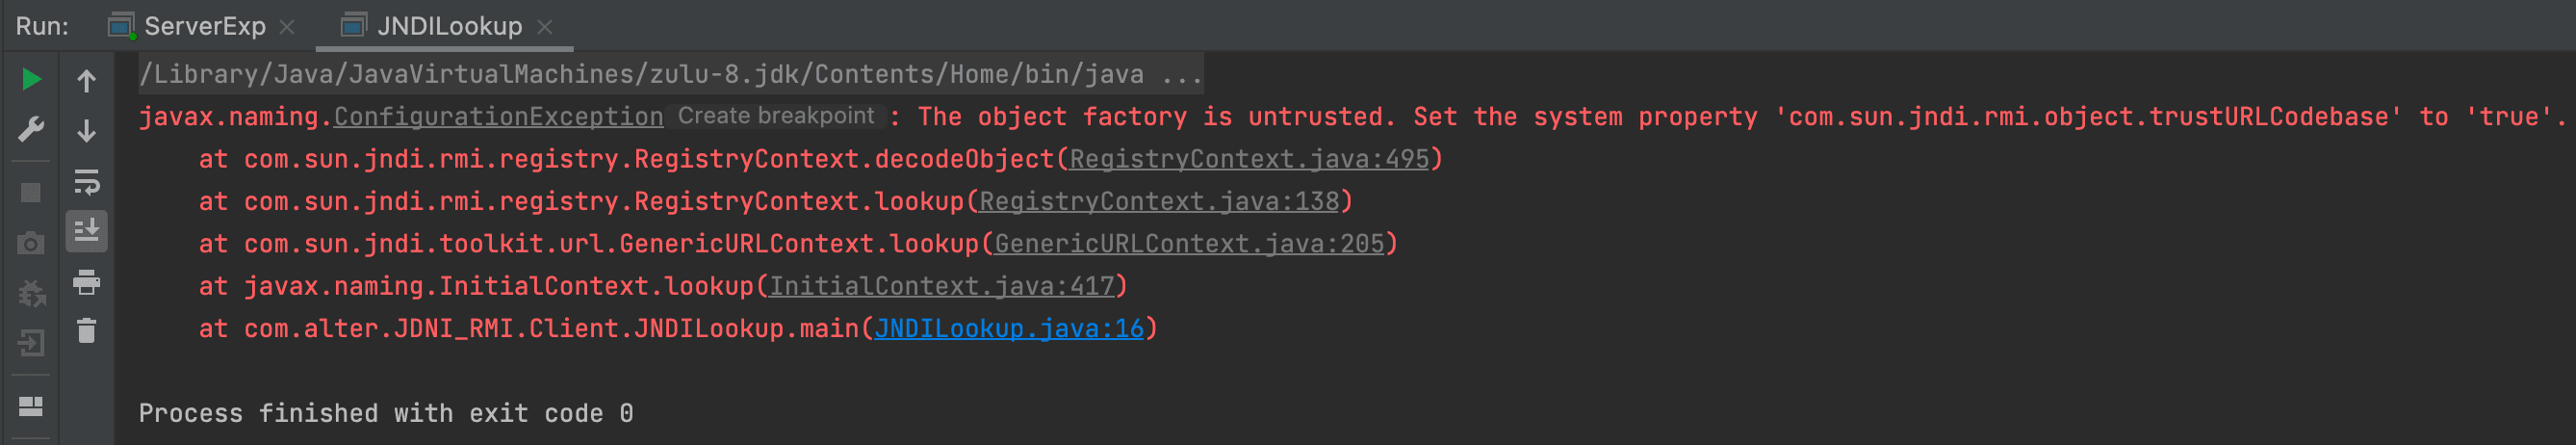 Run: ServerExp JNDILookup
/Library/Java/JavaVirtualMachines/zulu-8.jdk/Contents/Home/bin/java ...
javax.naming.ConfigurationException Create breakpoint : The object factory is untrusted. Set the system property 'com.sun.jndi.rmi.object.trustURLCodebase' to 'true'.
at com.sun.jndi.rmi.registry.RegistryContext.decodeObject(RegistryContext.java:495)
at com.sun.jndi.rmi.registry.RegistryContext.lookup(RegistryContext.java:138)
at com.sun.jndi.toolkit.url.GenericURLContext.lookup(GenericURLContext.java:205)
at javax.naming.InitialContext.lookup(InitialContext.java:417)
at com.alter.JDNI_RMI.Client.JNDILookup.main(JNDILookup.java:16)
Process finished with exit code 0